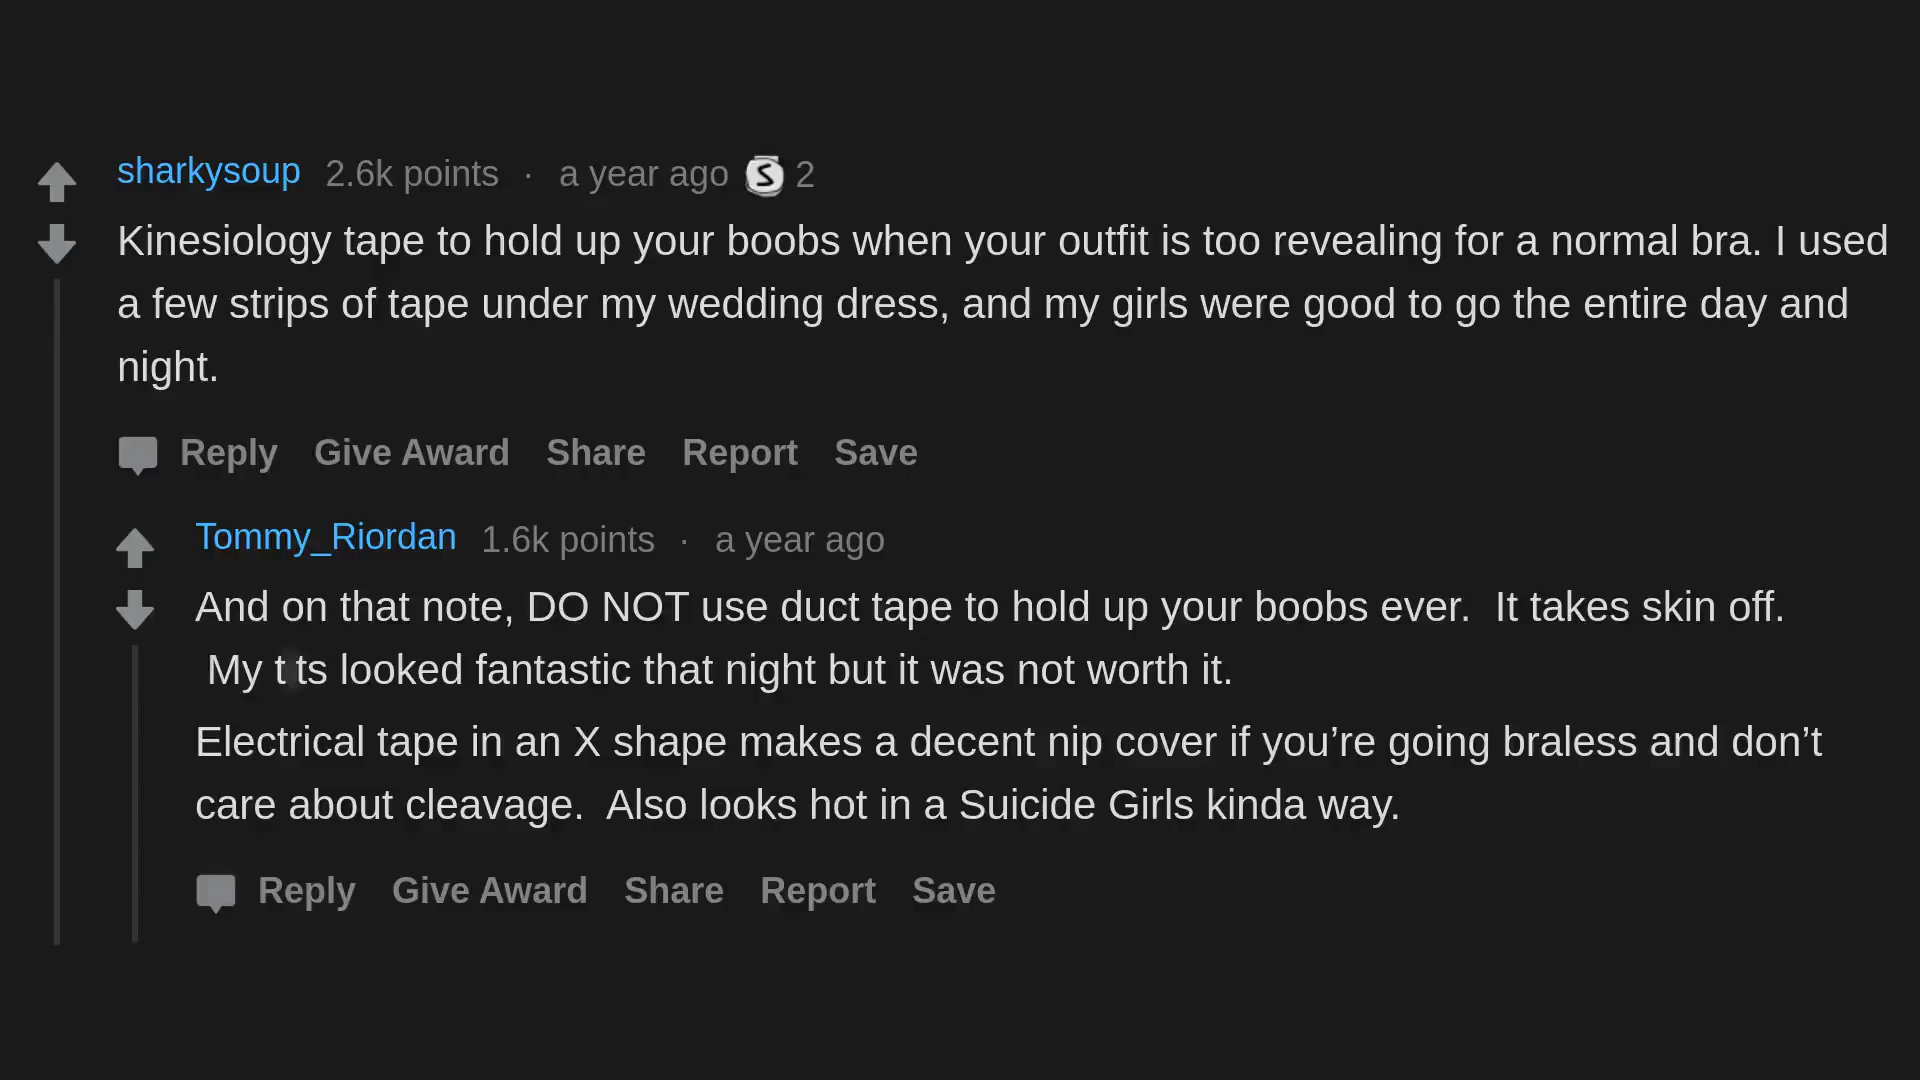 sharkysoup 2.6k points · a year ago S 2
Kinesiology tape to hold up your boobs when your outfit is too revealing for a normal bra. I used
a few strips of tape under my wedding dress, and my girls were good to go the entire day and
night.
Reply Give Award Share Report Save
Tommy_Riordan 1.6k points · a year ago
And on that note, DO NOT use duct tape to hold up your boobs ever. It takes skin off.
My t ts looked fantastic that night but it was not worth it.
Electrical tape in an X shape makes a decent nip cover if you’re going braless and don’t
care about cleavage. Also looks hot in a Suicide Girls kinda way.
Reply Give Award Share Report Save